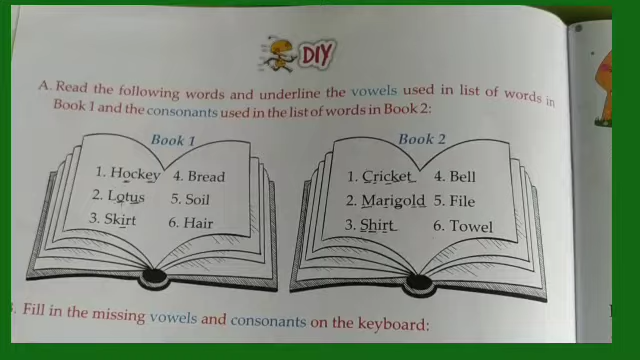 DIY
A. Read the following words and underline the vowels used in list of words in
Book 1 and the consonants used in the list of words in Book 2:
Book 1
1. Hockey 4. Bread
2. Lotus 5. Soil
3. Skirt 6. Hair
Book 2
1. Cricket 4. Bell
2. Marigold 5. File
3. Shirt 6. Towel
Fill in the missing vowels and consonants on the keyboard: